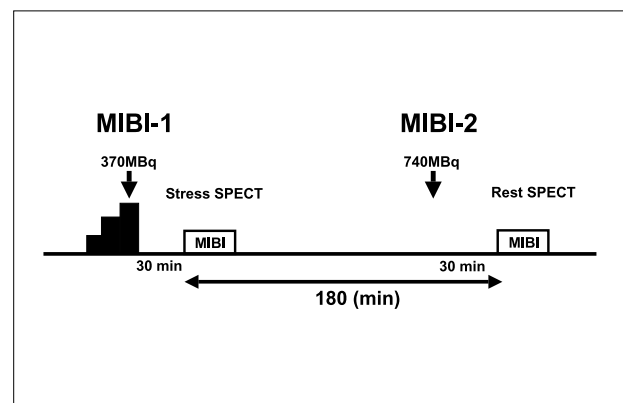 MIBI-1
MIBI-2
370MBq
740MBq
Stress SPECT
Rest SPECT
MIBI
MIBI
30 min
30 min
180 (min)